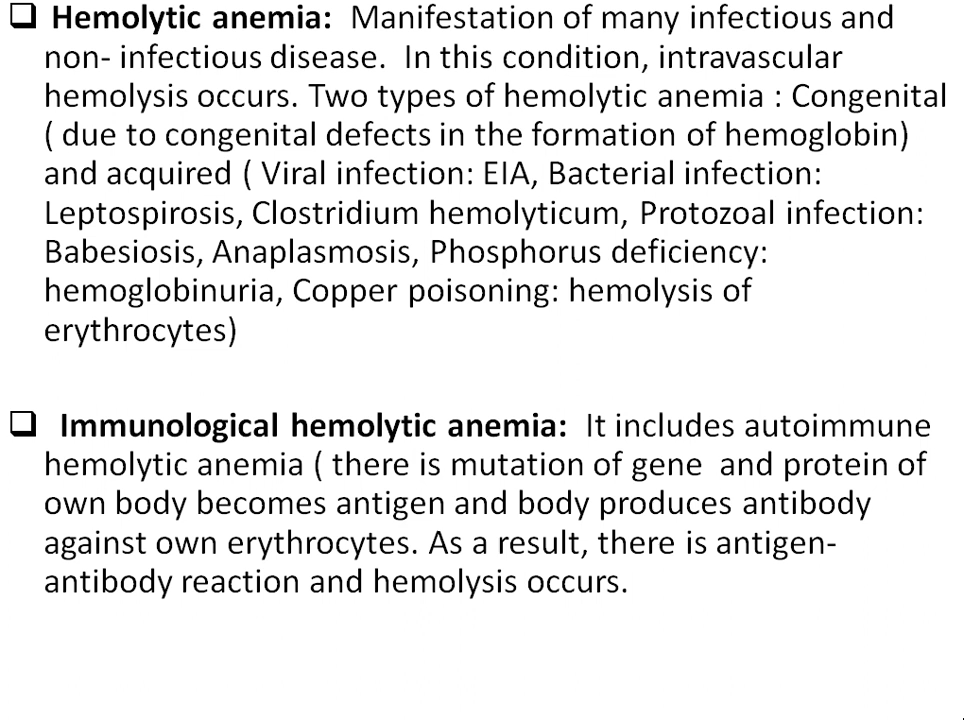 ❑ Hemolytic anemia: Manifestation of many infectious and
non- infectious disease. In this condition, intravascular
hemolysis occurs. Two types of hemolytic anemia : Congenital
( due to congenital defects in the formation of hemoglobin)
and acquired ( Viral infection: EIA, Bacterial infection:
Leptospirosis, Clostridium hemolyticum, Protozoal infection:
Babesiosis, Anaplasmosis, Phosphorus deficiency:
hemoglobinuria, Copper poisoning: hemolysis of
erythrocytes)
❑ Immunological hemolytic anemia: It includes autoimmune
hemolytic anemia ( there is mutation of gene and protein of
own body becomes antigen and body produces antibody
against own erythrocytes. As a result, there is antigen-
antibody reaction and hemolysis occurs.